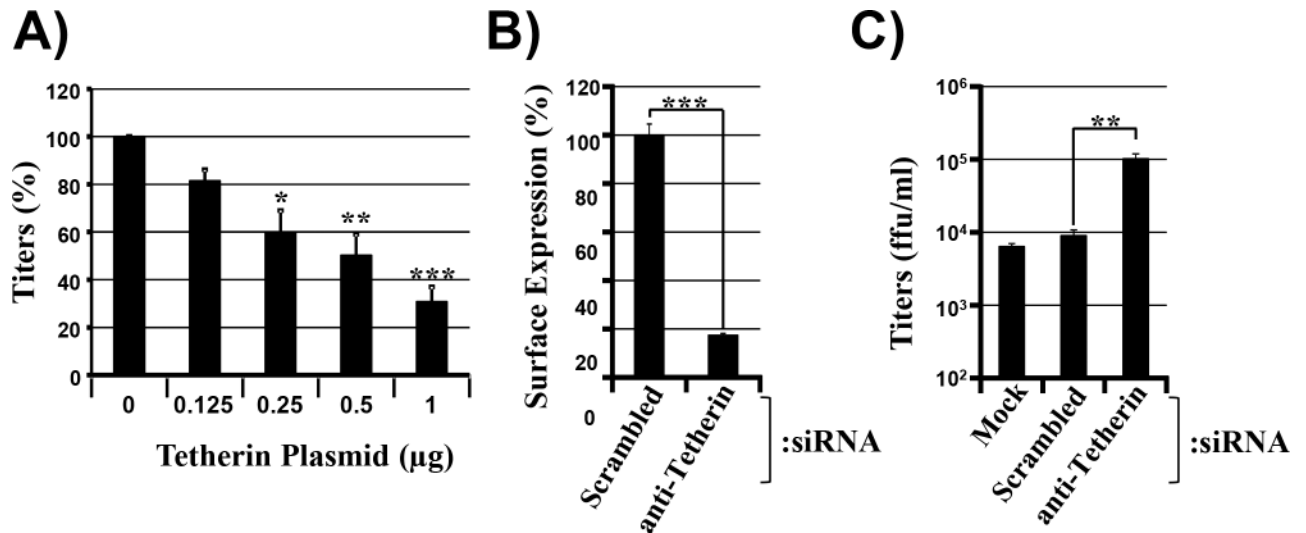 A)
Titers (%)
120
100
80
60
40
20
0
*
**
***
0 0.125 0.25 0.5 1
Tetherin Plasmid (µg)
B)
Surface Expression (%)
120
100
80
60
40
20
0
***
Scrambled
anti-Tetherin
:siRNA
C)
Titers (ffu/ml)
10⁶
10⁵
10⁴
10³
10²
**
Mock
Scrambled
anti-Tetherin
:siRNA